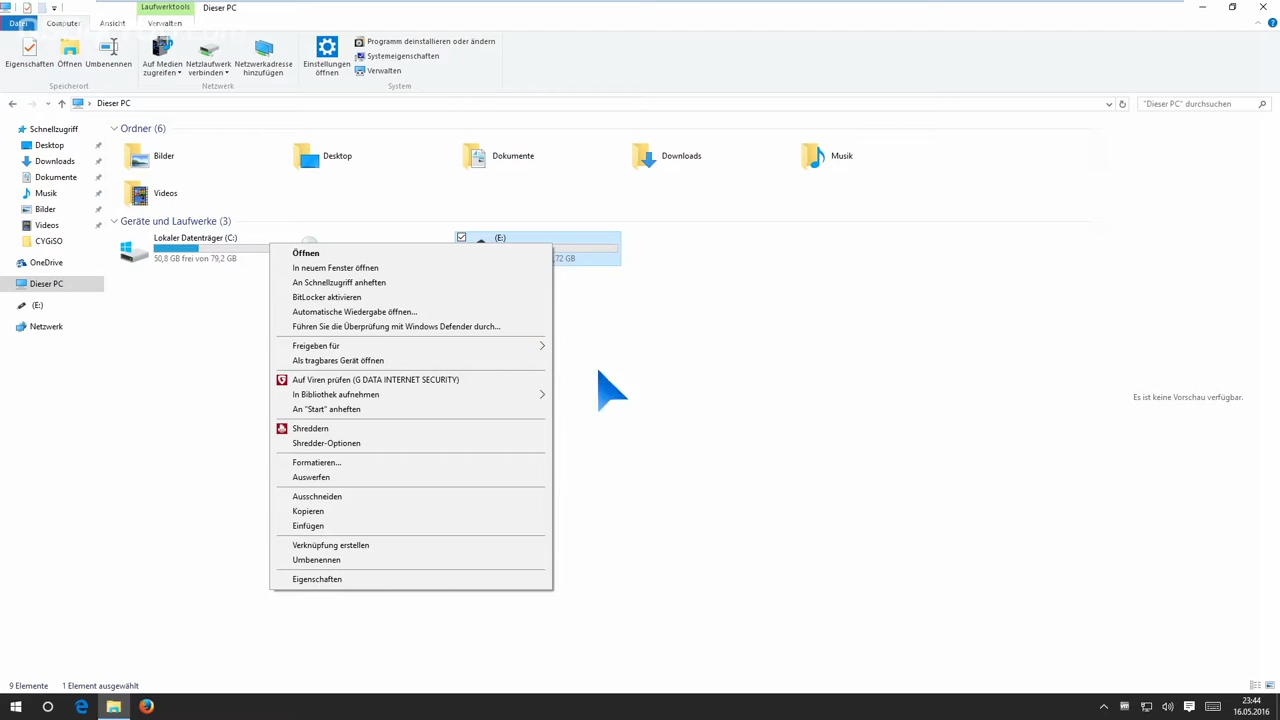 Laufwerktools
Dieser PC
Datei
Computer
Ansicht
Verwalten
Eigenschaften
Öffnen
Umbenennen
Auf Medien zugreifen
Netzlaufwerk verbinden
Netzwerkadresse hinzufügen
Einstellungen öffnen
Programm deinstallieren oder ändern
Systemeigenschaften
Verwalten
Speicherort
Netzwerk
System
Dieser PC
"Dieser PC" durchsuchen
Schnellzugriff
Desktop
Downloads
Dokumente
Musik
Bilder
Videos
CYGiSO
OneDrive
Dieser PC
(E:)
Netzwerk
Ordner (6)
Bilder
Desktop
Dokumente
Downloads
Musik
Videos
Geräte und Laufwerke (3)
Lokaler Datenträger (C:)
50,8 GB frei von 79,2 GB
(E:)
,72 GB
Öffnen
In neuem Fenster öffnen
An Schnellzugriff anheften
BitLocker aktivieren
Automatische Wiedergabe öffnen...
Führen Sie die Überprüfung mit Windows Defender durch...
Freigeben für
Als tragbares Gerät öffnen
Auf Viren prüfen (G DATA INTERNET SECURITY)
In Bibliothek aufnehmen
An "Start" anheften
Shreddern
Shredder-Optionen
Formatieren...
Auswerfen
Ausschneiden
Kopieren
Einfügen
Verknüpfung erstellen
Umbenennen
Eigenschaften
Es ist keine Vorschau verfügbar.
9 Elemente
1 Element ausgewählt
23:44
16.05.2016